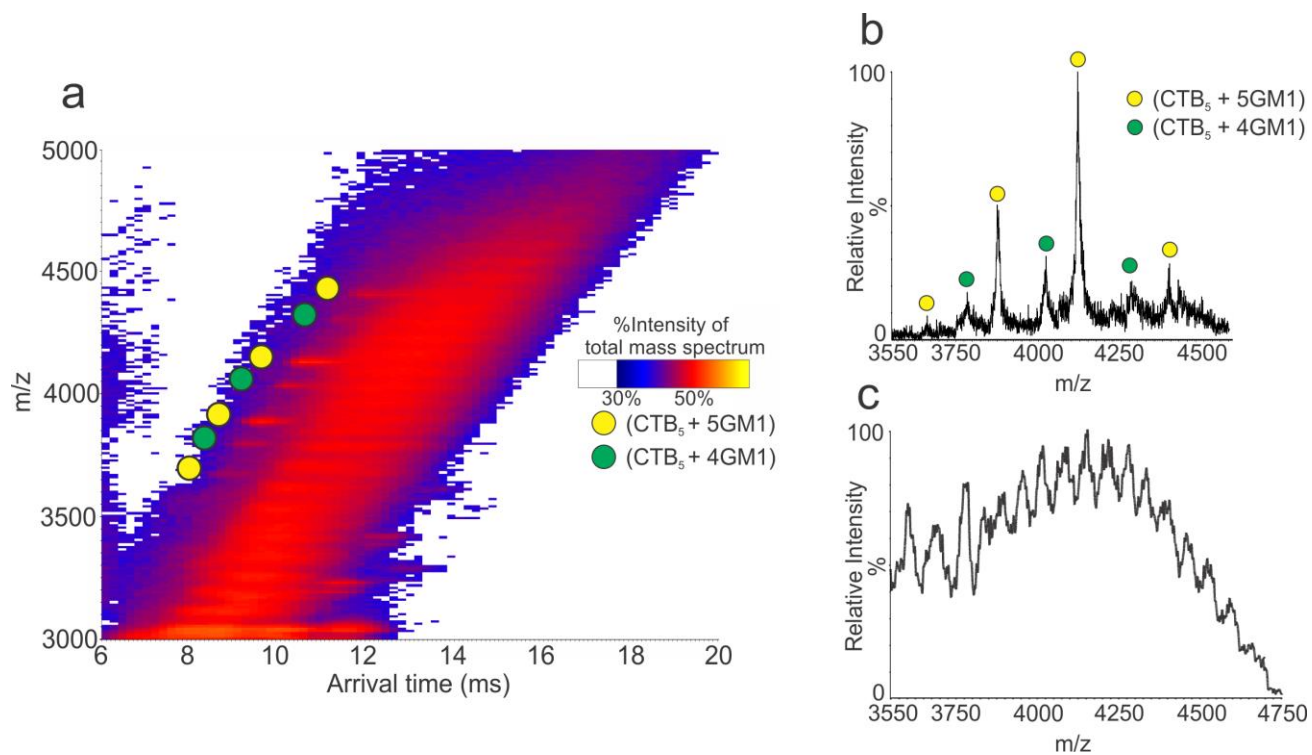 a
5000
4500
4000
3500
3000
m/z
6 8 10 12 14 16 18 20
Arrival time (ms)
%Intensity of
total mass spectrum
30% 50%
(CTB₅ + 5GM1)
(CTB₅ + 4GM1)
b
100
%
0
Relative Intensity
(CTB₅ + 5GM1)
(CTB₅ + 4GM1)
3550 3750 4000 4250 4500
m/z
c
100
%
0
Relative Intensity
3550 3750 4000 4250 4500 4750
m/z